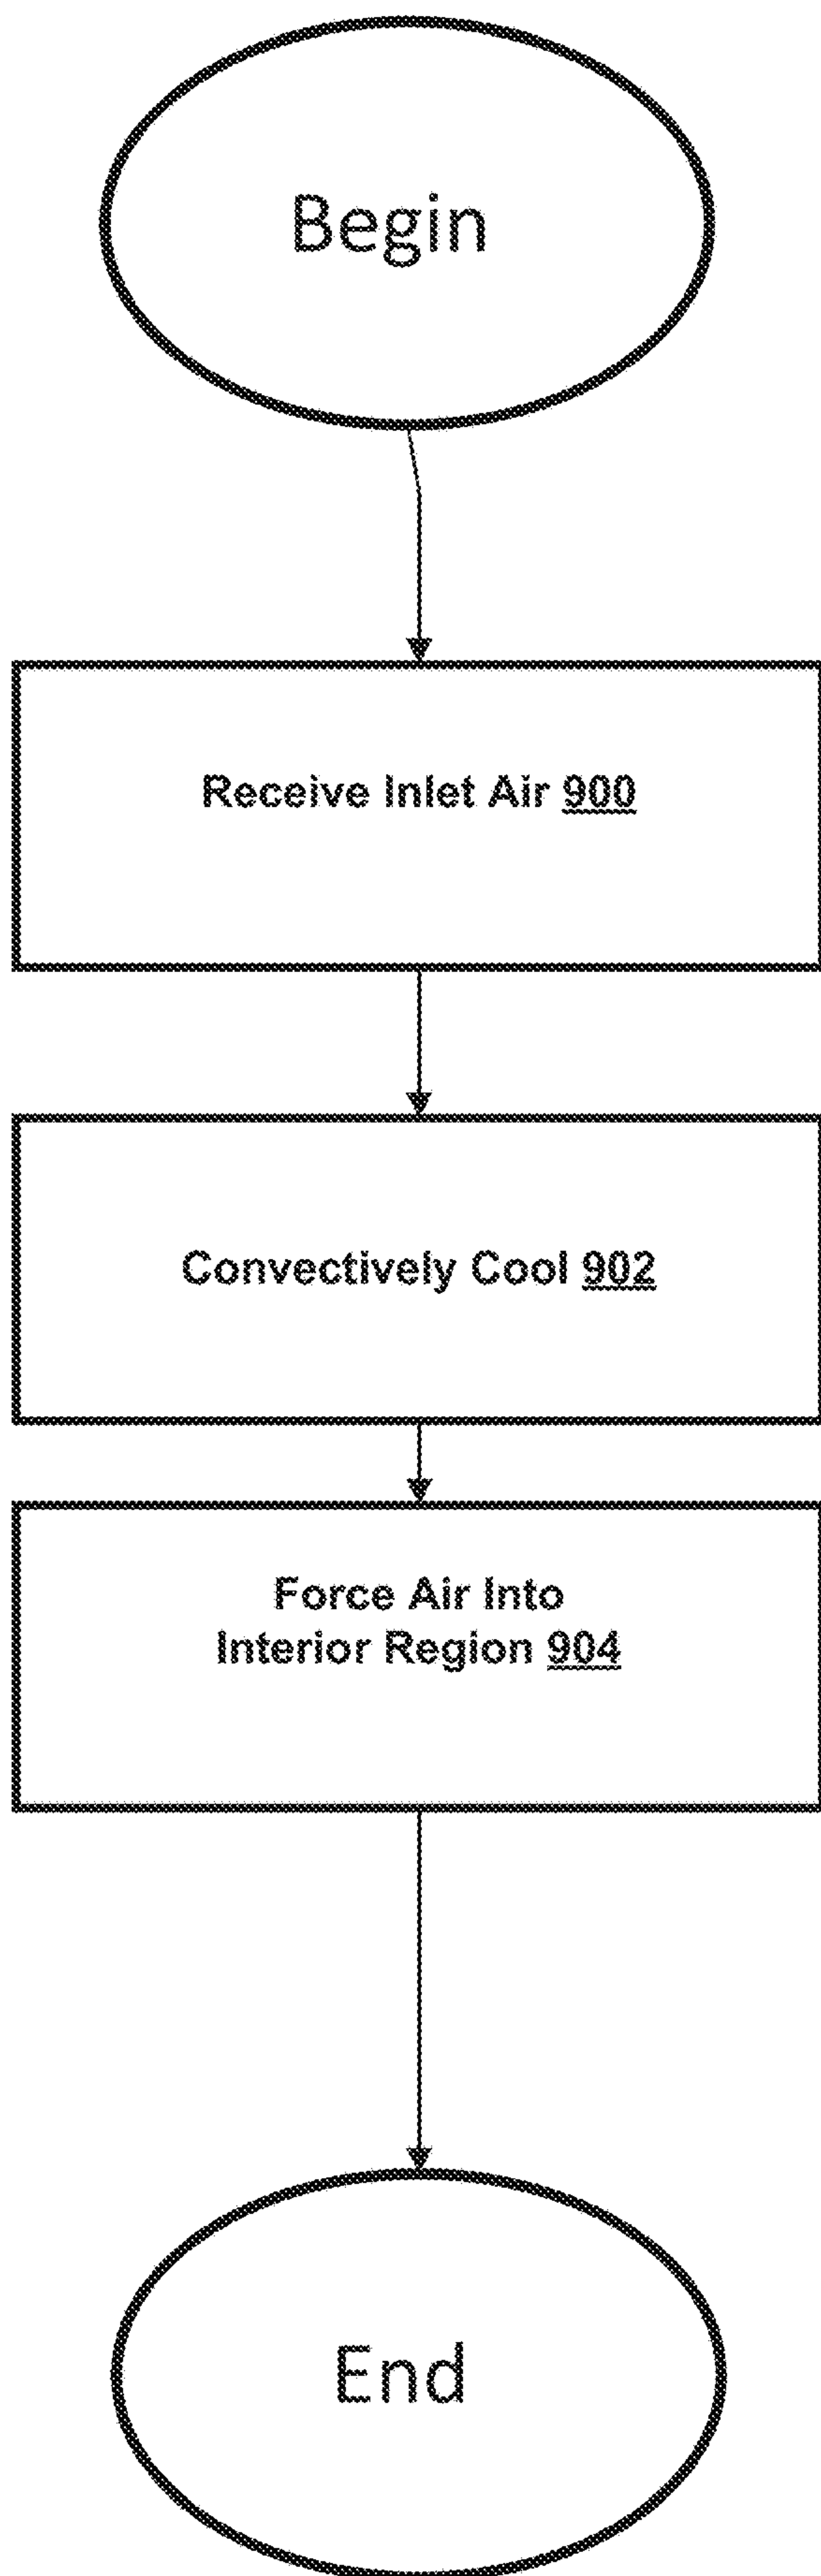 Begin
Receive Inlet Air 900
Convectively Cool 902
Force Air Into
Interior Region 904
End